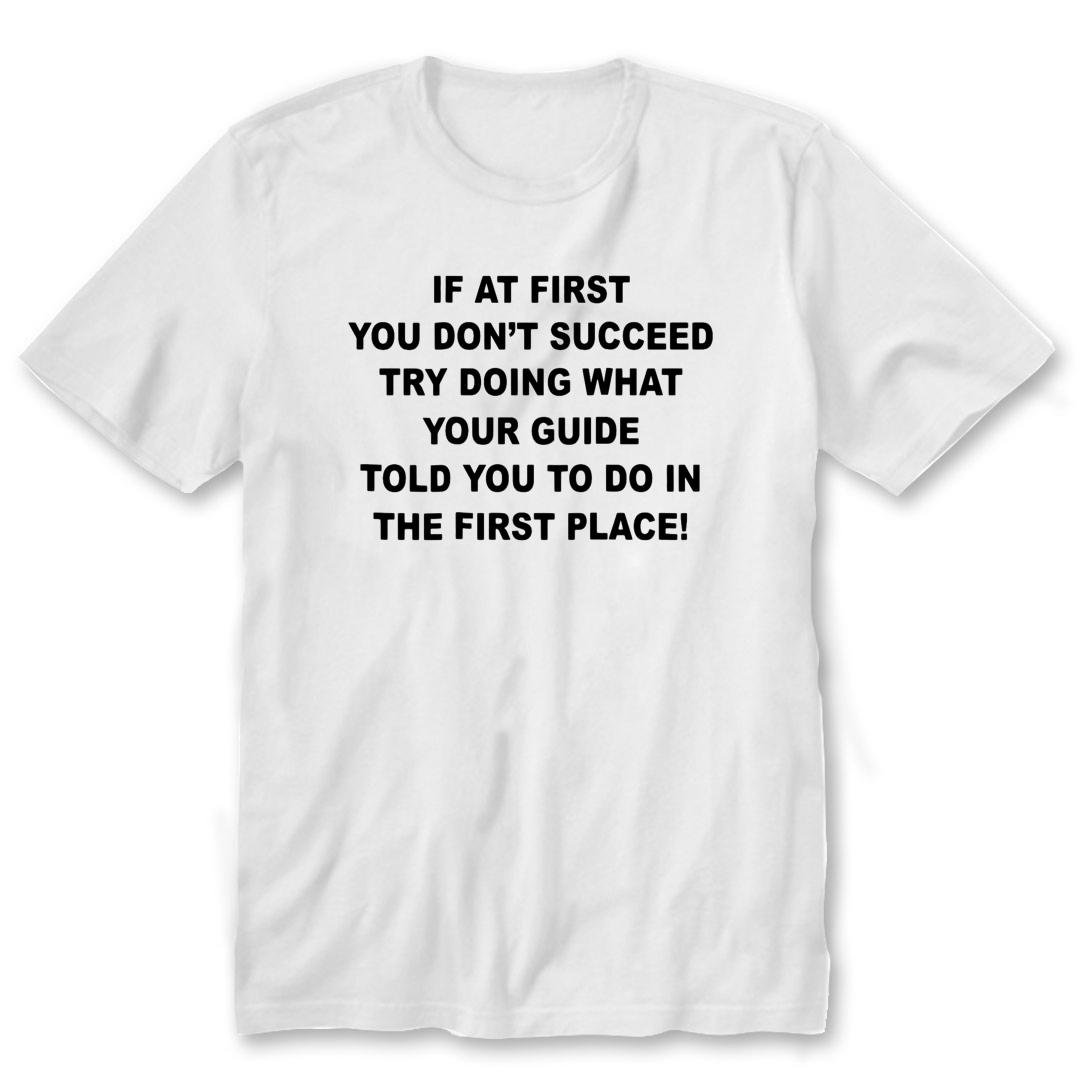 IF AT FIRST
YOU DON’T SUCCEED
TRY DOING WHAT
YOUR GUIDE
TOLD YOU TO DO IN
THE FIRST PLACE!